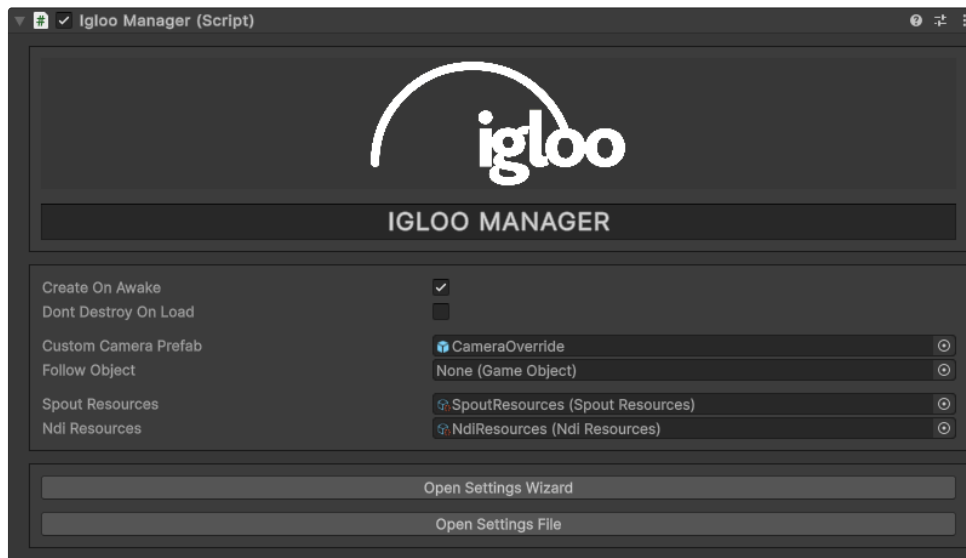 Igloo Manager (Script)
igloo
IGLOO MANAGER
Create On Awake
Dont Destroy On Load
Custom Camera Prefab CameraOverride
Follow Object None (Game Object)
Spout Resources SpoutResources (Spout Resources)
Ndi Resources NdiResources (Ndi Resources)
Open Settings Wizard
Open Settings File